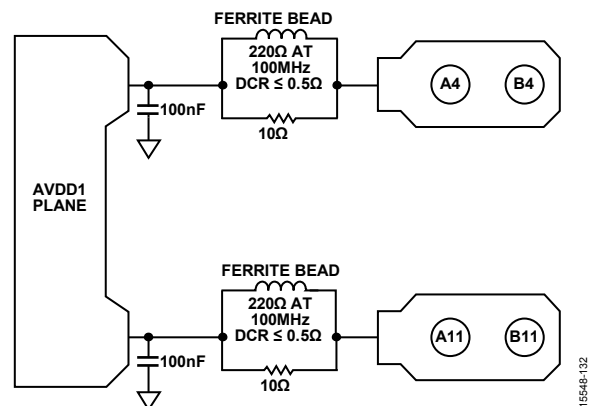 FERRITE BEAD
220Ω AT
100MHz
DCR ≤ 0.5Ω
10Ω
100nF
A4
B4
AVDD1
PLANE
FERRITE BEAD
220Ω AT
100MHz
DCR ≤ 0.5Ω
10Ω
100nF
A11
B11
15548-132